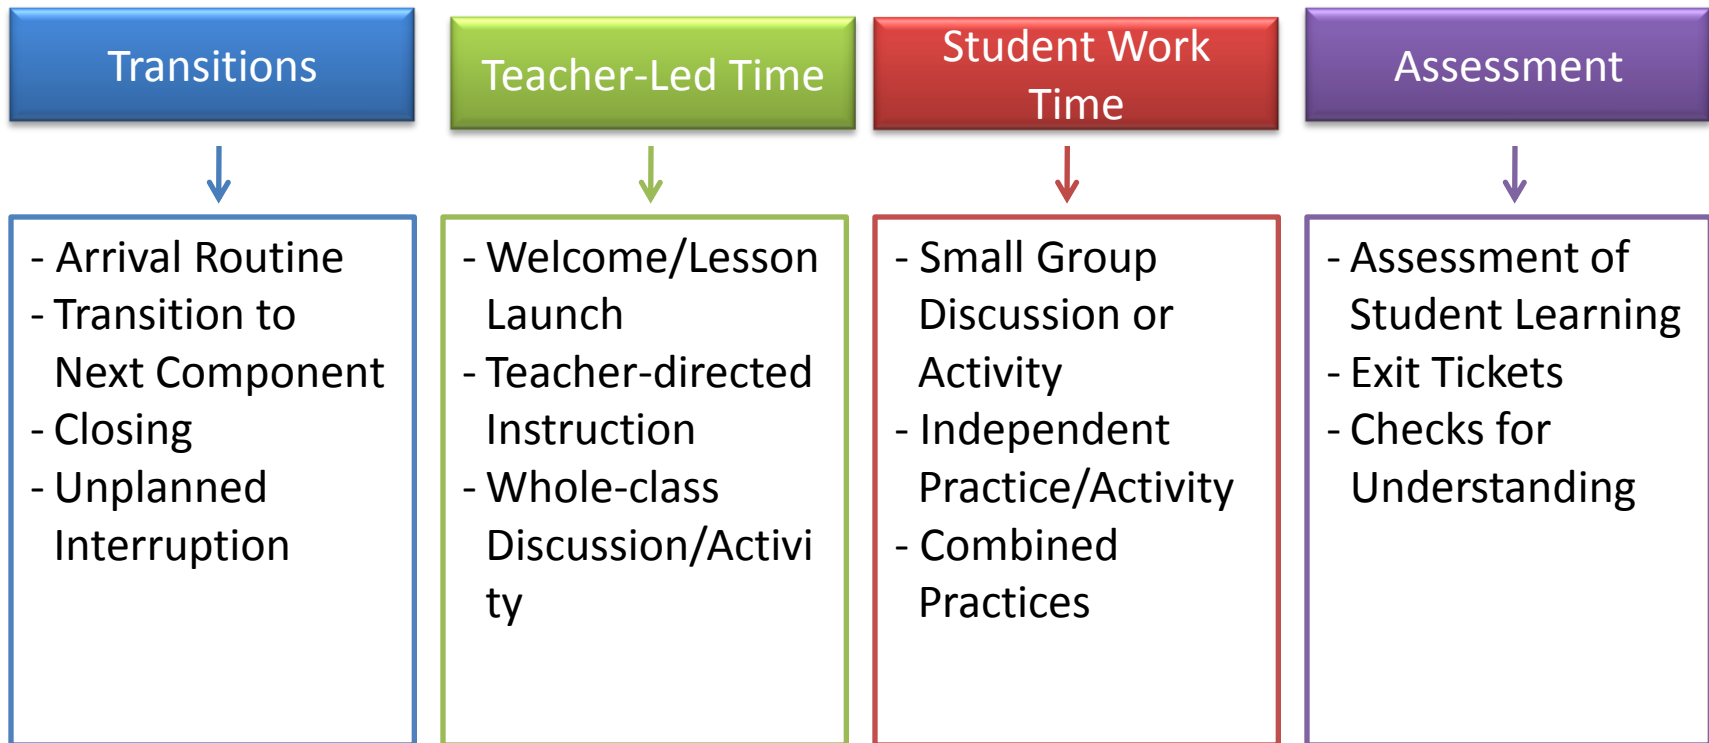 Transitions
Teacher-Led Time
Student Work
Time
Assessment
- Arrival Routine
- Transition to
Next Component
- Closing
- Unplanned
Interruption
- Welcome/Lesson
Launch
- Teacher-directed
Instruction
- Whole-class
Discussion/Activi
ty
- Small Group
Discussion or
Activity
- Independent
Practice/Activity
- Combined
Practices
- Assessment of
Student Learning
- Exit Tickets
- Checks for
Understanding